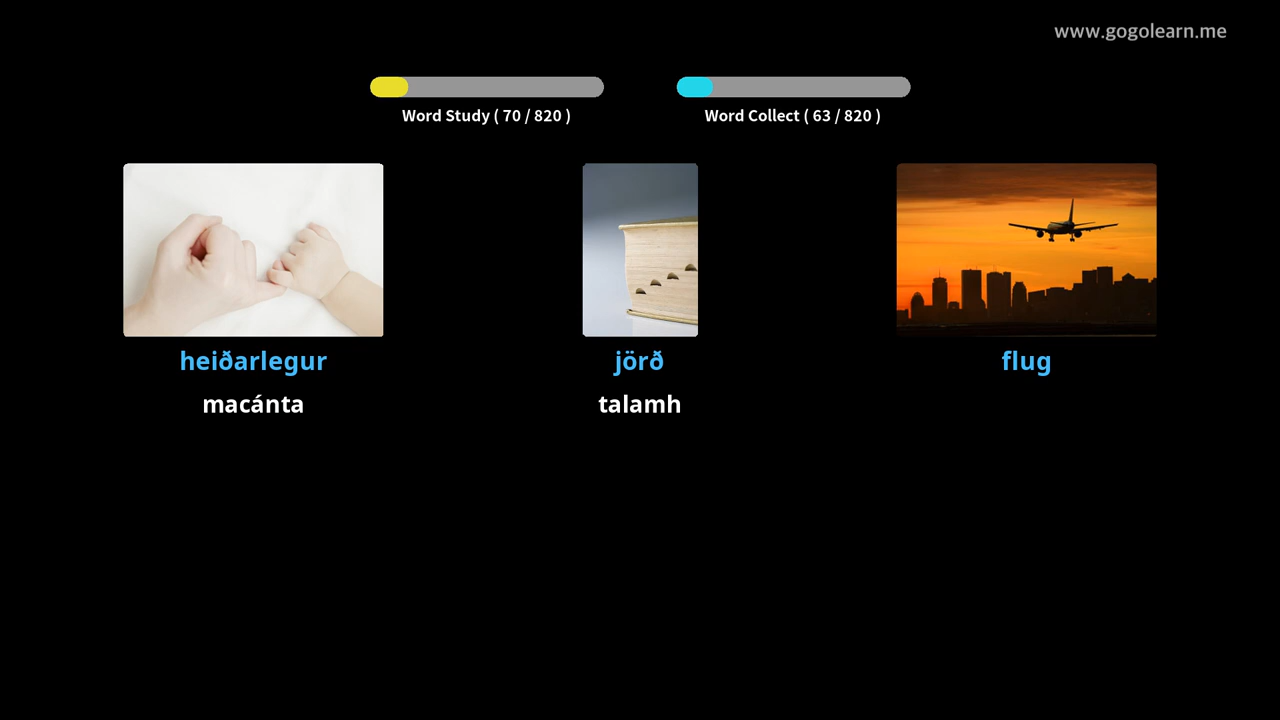 www.gogolearn.me
Word Study ( 70 / 820 )
Word Collect ( 63 / 820 )
heiðarlegur
jörð
flug
macánta
talamh